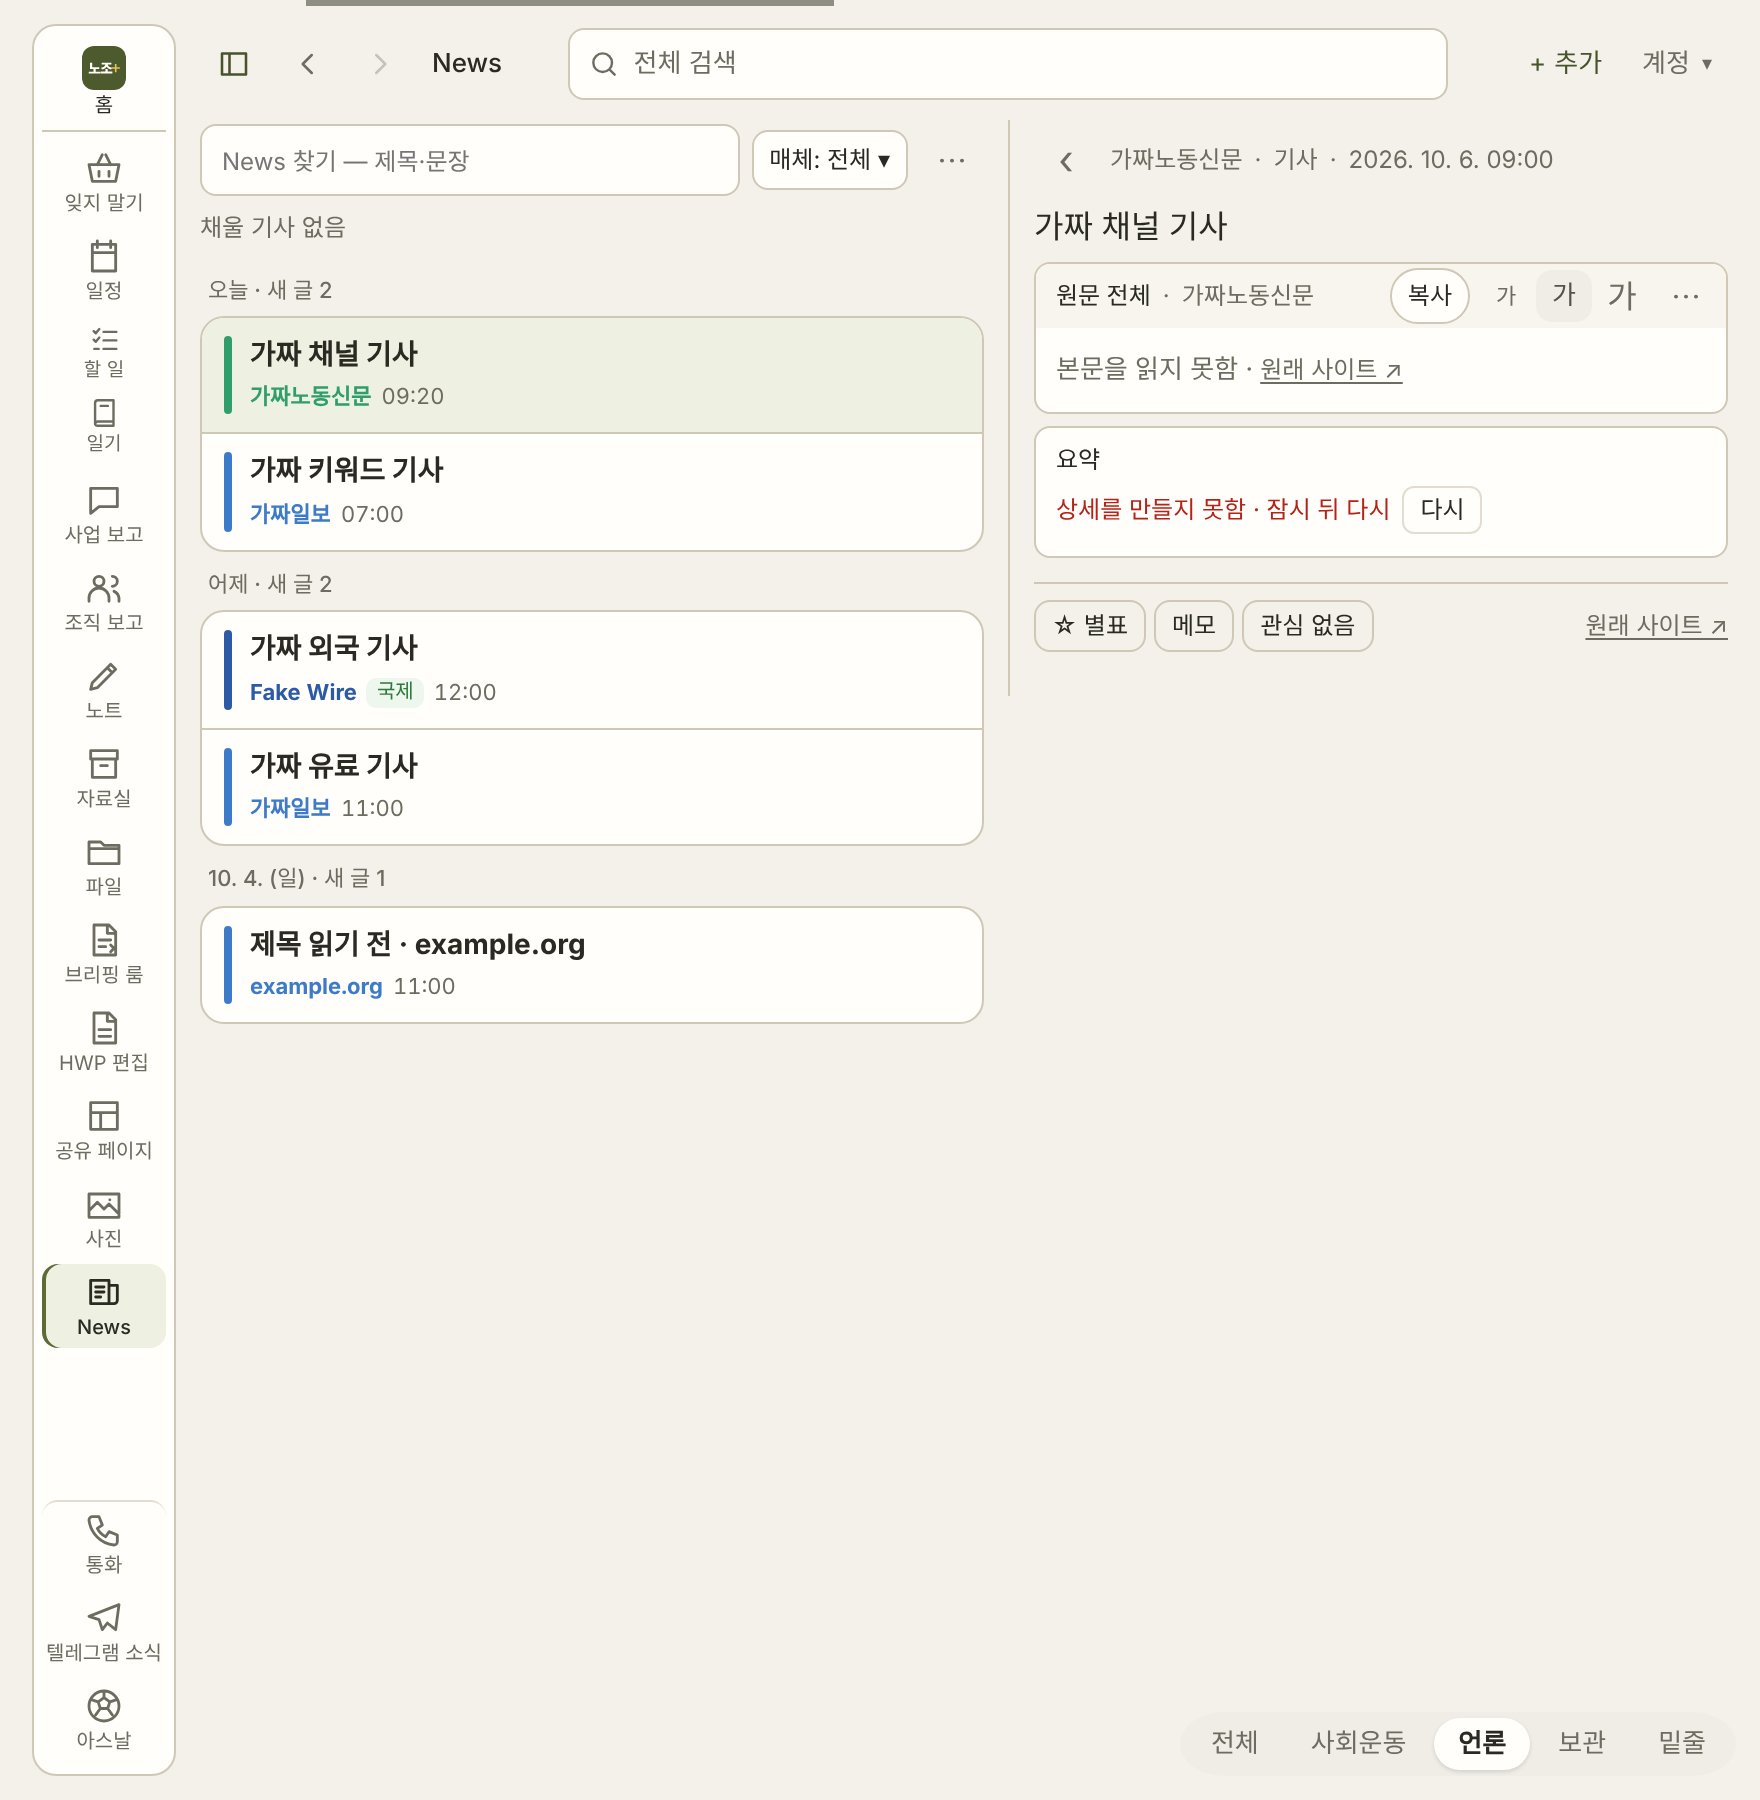 노조+
홈
잊지 말기
일정
할 일
일기
사업 보고
조직 보고
노트
자료실
파일
브리핑 룸
HWP 편집
공유 페이지
사진
News
통화
텔레그램 소식
아스날
News
전체 검색
+ 추가
계정 ▾
News 찾기 — 제목·문장
매체: 전체 ▾
···
채울 기사 없음
오늘 · 새 글 2
가짜 채널 기사
가짜노동신문 09:20
가짜 키워드 기사
가짜일보 07:00
어제 · 새 글 2
가짜 외국 기사
Fake Wire 국제 12:00
가짜 유료 기사
가짜일보 11:00
10. 4. (일) · 새 글 1
제목 읽기 전 · example.org
example.org 11:00
‹ 가짜노동신문 · 기사 · 2026. 10. 6. 09:00
가짜 채널 기사
원문 전체 · 가짜노동신문 복사 가 가 가 ···
본문을 읽지 못함 · 원래 사이트 ↗
요약
상세를 만들지 못함 · 잠시 뒤 다시 다시
☆ 별표 메모 관심 없음 원래 사이트 ↗
전체 사회운동 언론 보관 밑줄